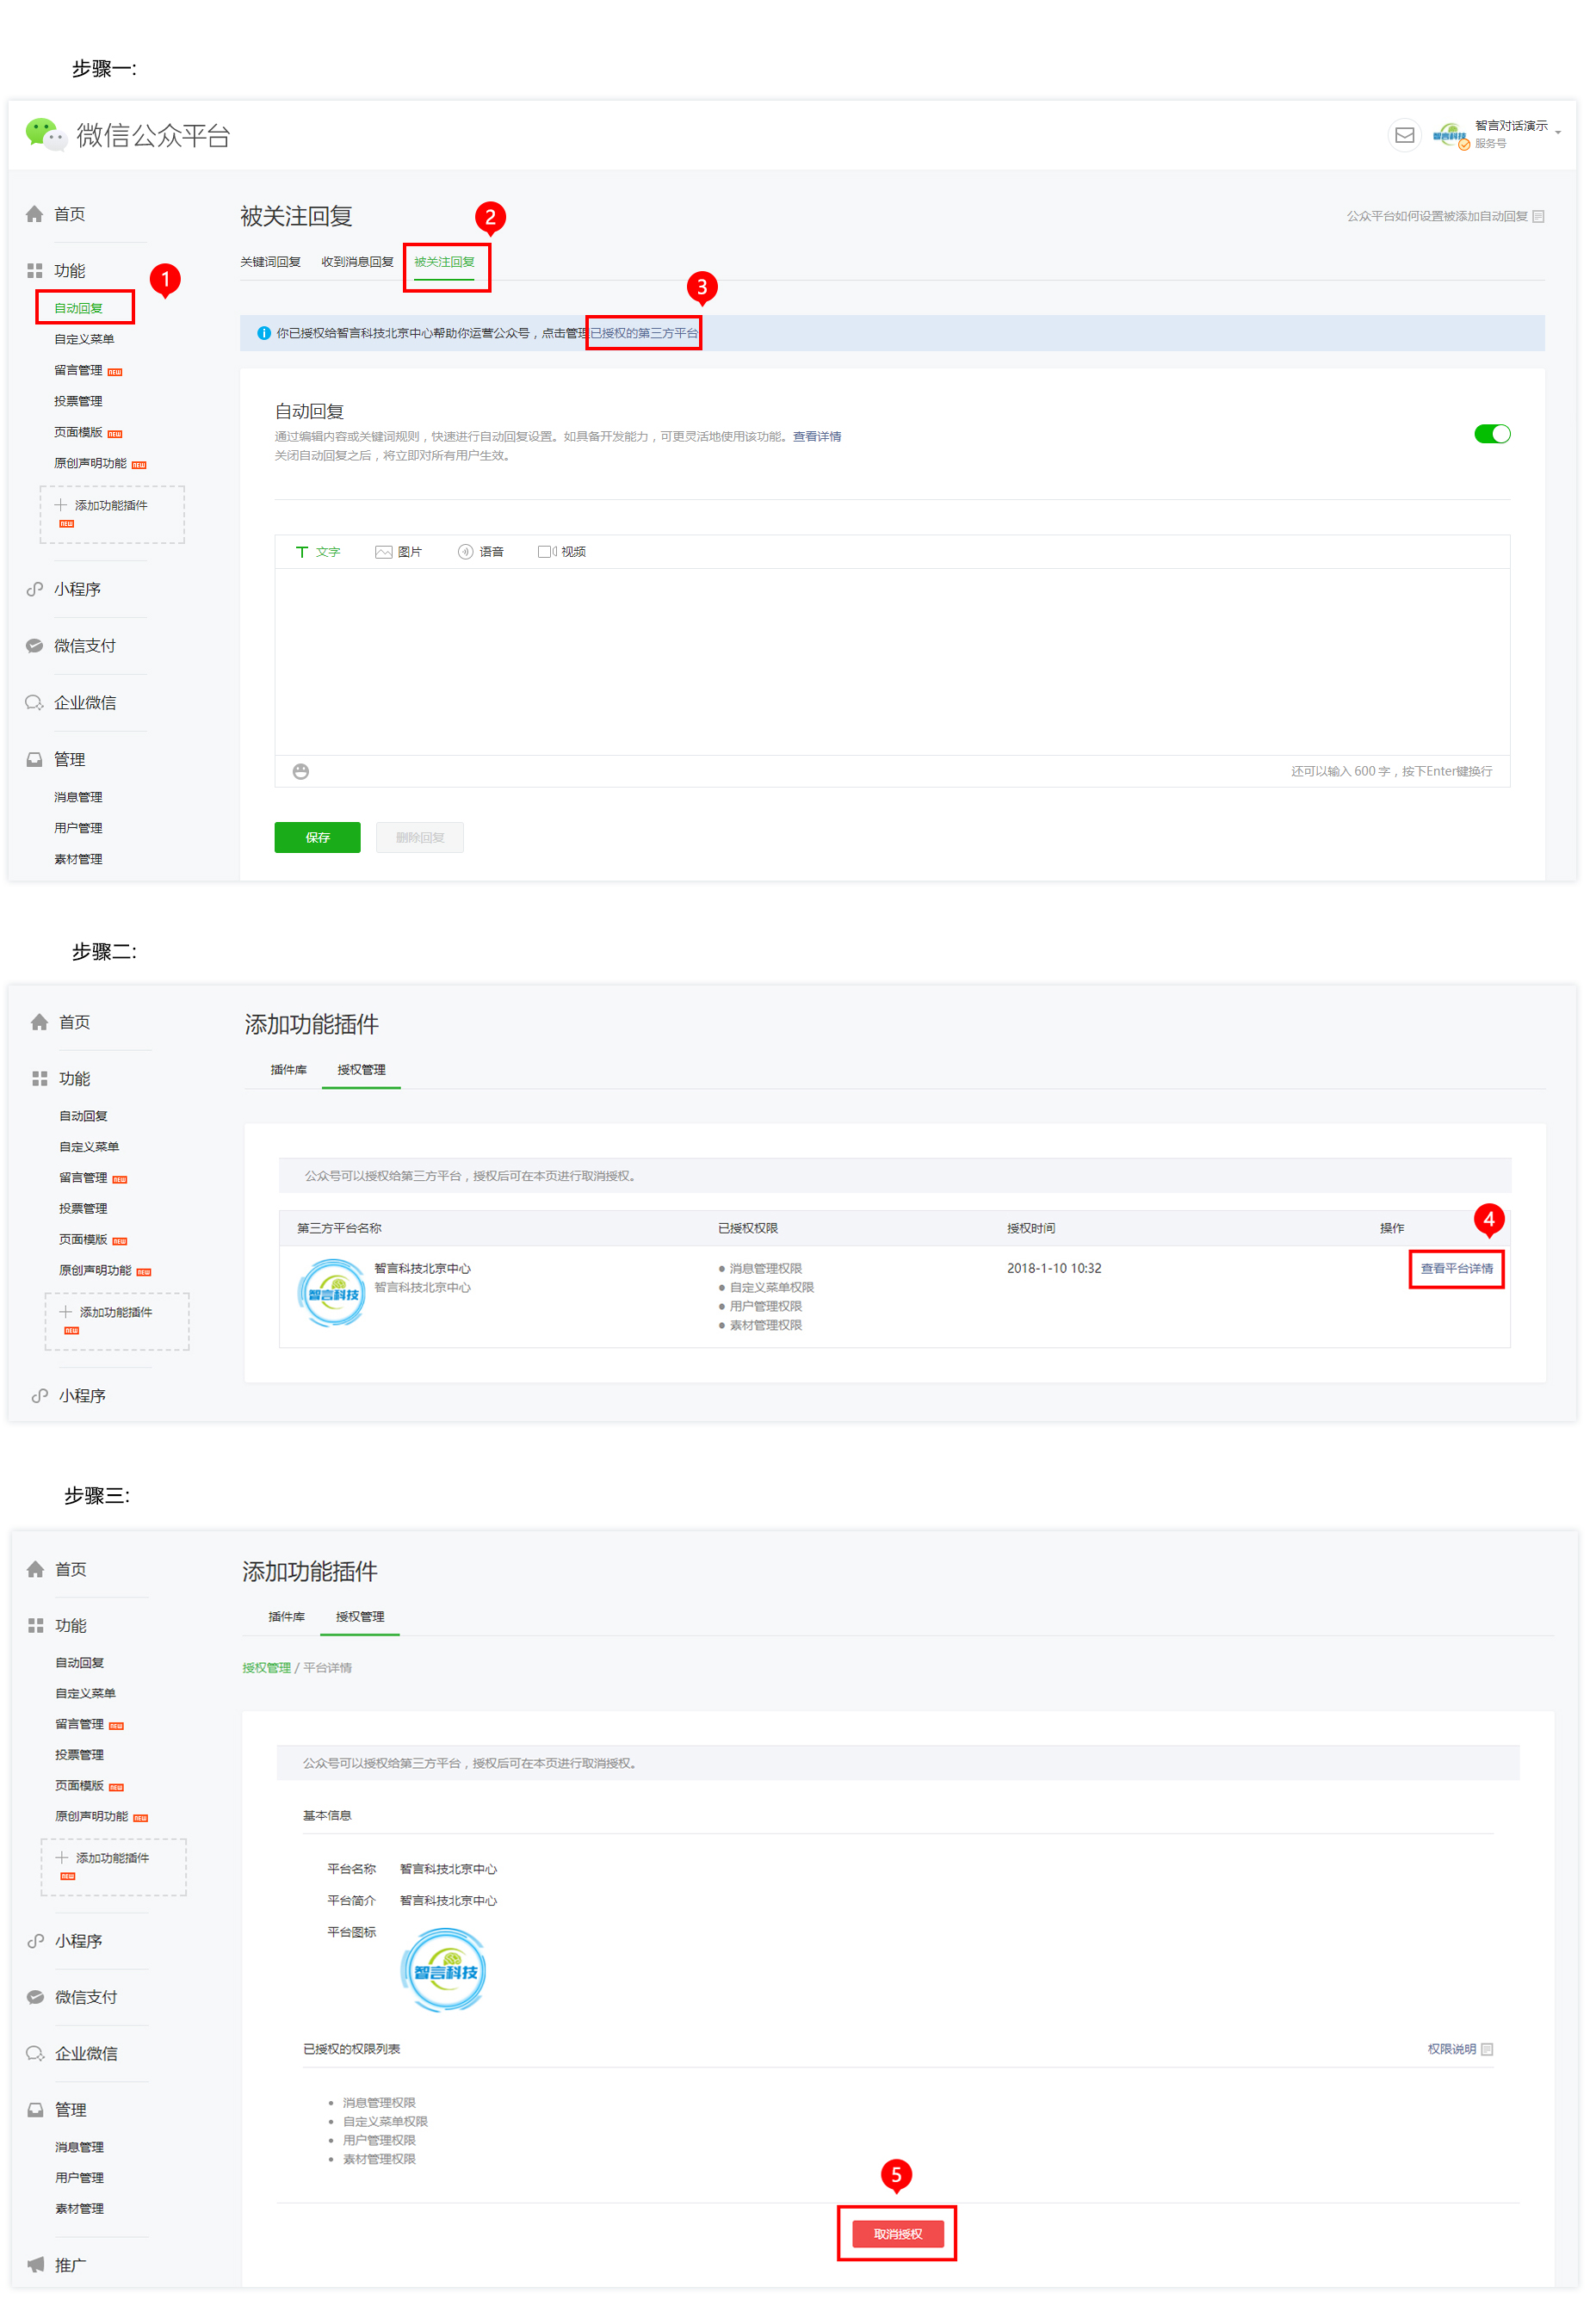 步骤一:
微信公众平台
智言科技
智言对话演示
服务号
首页
功能
自动回复
自定义菜单
留言管理 NEW
投票管理
页面模版 NEW
原创声明功能 NEW
添加功能插件
NEW
小程序
微信支付
企业微信
管理
消息管理
用户管理
素材管理
1
被关注回复
2
公众平台如何设置被添加自动回复
关键词回复 收到消息回复 被关注回复
3
你已授权给智言科技北京中心帮助你运营公众号，点击管理已授权的第三方平台
自动回复
通过编辑内容或关键词规则，快速进行自动回复设置。如具备开发能力，可更灵活地使用该功能。查看详情
关闭自动回复之后，将立即对所有用户生效。
文字 图片 语音 视频
还可以输入 600 字，按下Enter键换行
保存 删除回复
步骤二:
首页
功能
自动回复
自定义菜单
留言管理 NEW
投票管理
页面模版 NEW
原创声明功能 NEW
添加功能插件
NEW
小程序
添加功能插件
插件库 授权管理
公众号可以授权给第三方平台，授权后可在本页进行取消授权。
第三方平台名称 已授权权限 授权时间 操作
4
智言科技
智言科技北京中心
智言科技北京中心
● 消息管理权限
● 自定义菜单权限
● 用户管理权限
● 素材管理权限
2018-1-10 10:32
查看平台详情
步骤三:
首页
功能
自动回复
自定义菜单
留言管理 NEW
投票管理
页面模版 NEW
原创声明功能 NEW
添加功能插件
NEW
小程序
微信支付
企业微信
管理
消息管理
用户管理
素材管理
推广
添加功能插件
插件库 授权管理
授权管理 / 平台详情
公众号可以授权给第三方平台，授权后可在本页进行取消授权。
基本信息
平台名称 智言科技北京中心
平台简介 智言科技北京中心
平台图标
智言科技
已授权的权限列表 权限说明
• 消息管理权限
• 自定义菜单权限
• 用户管理权限
• 素材管理权限
5
取消授权